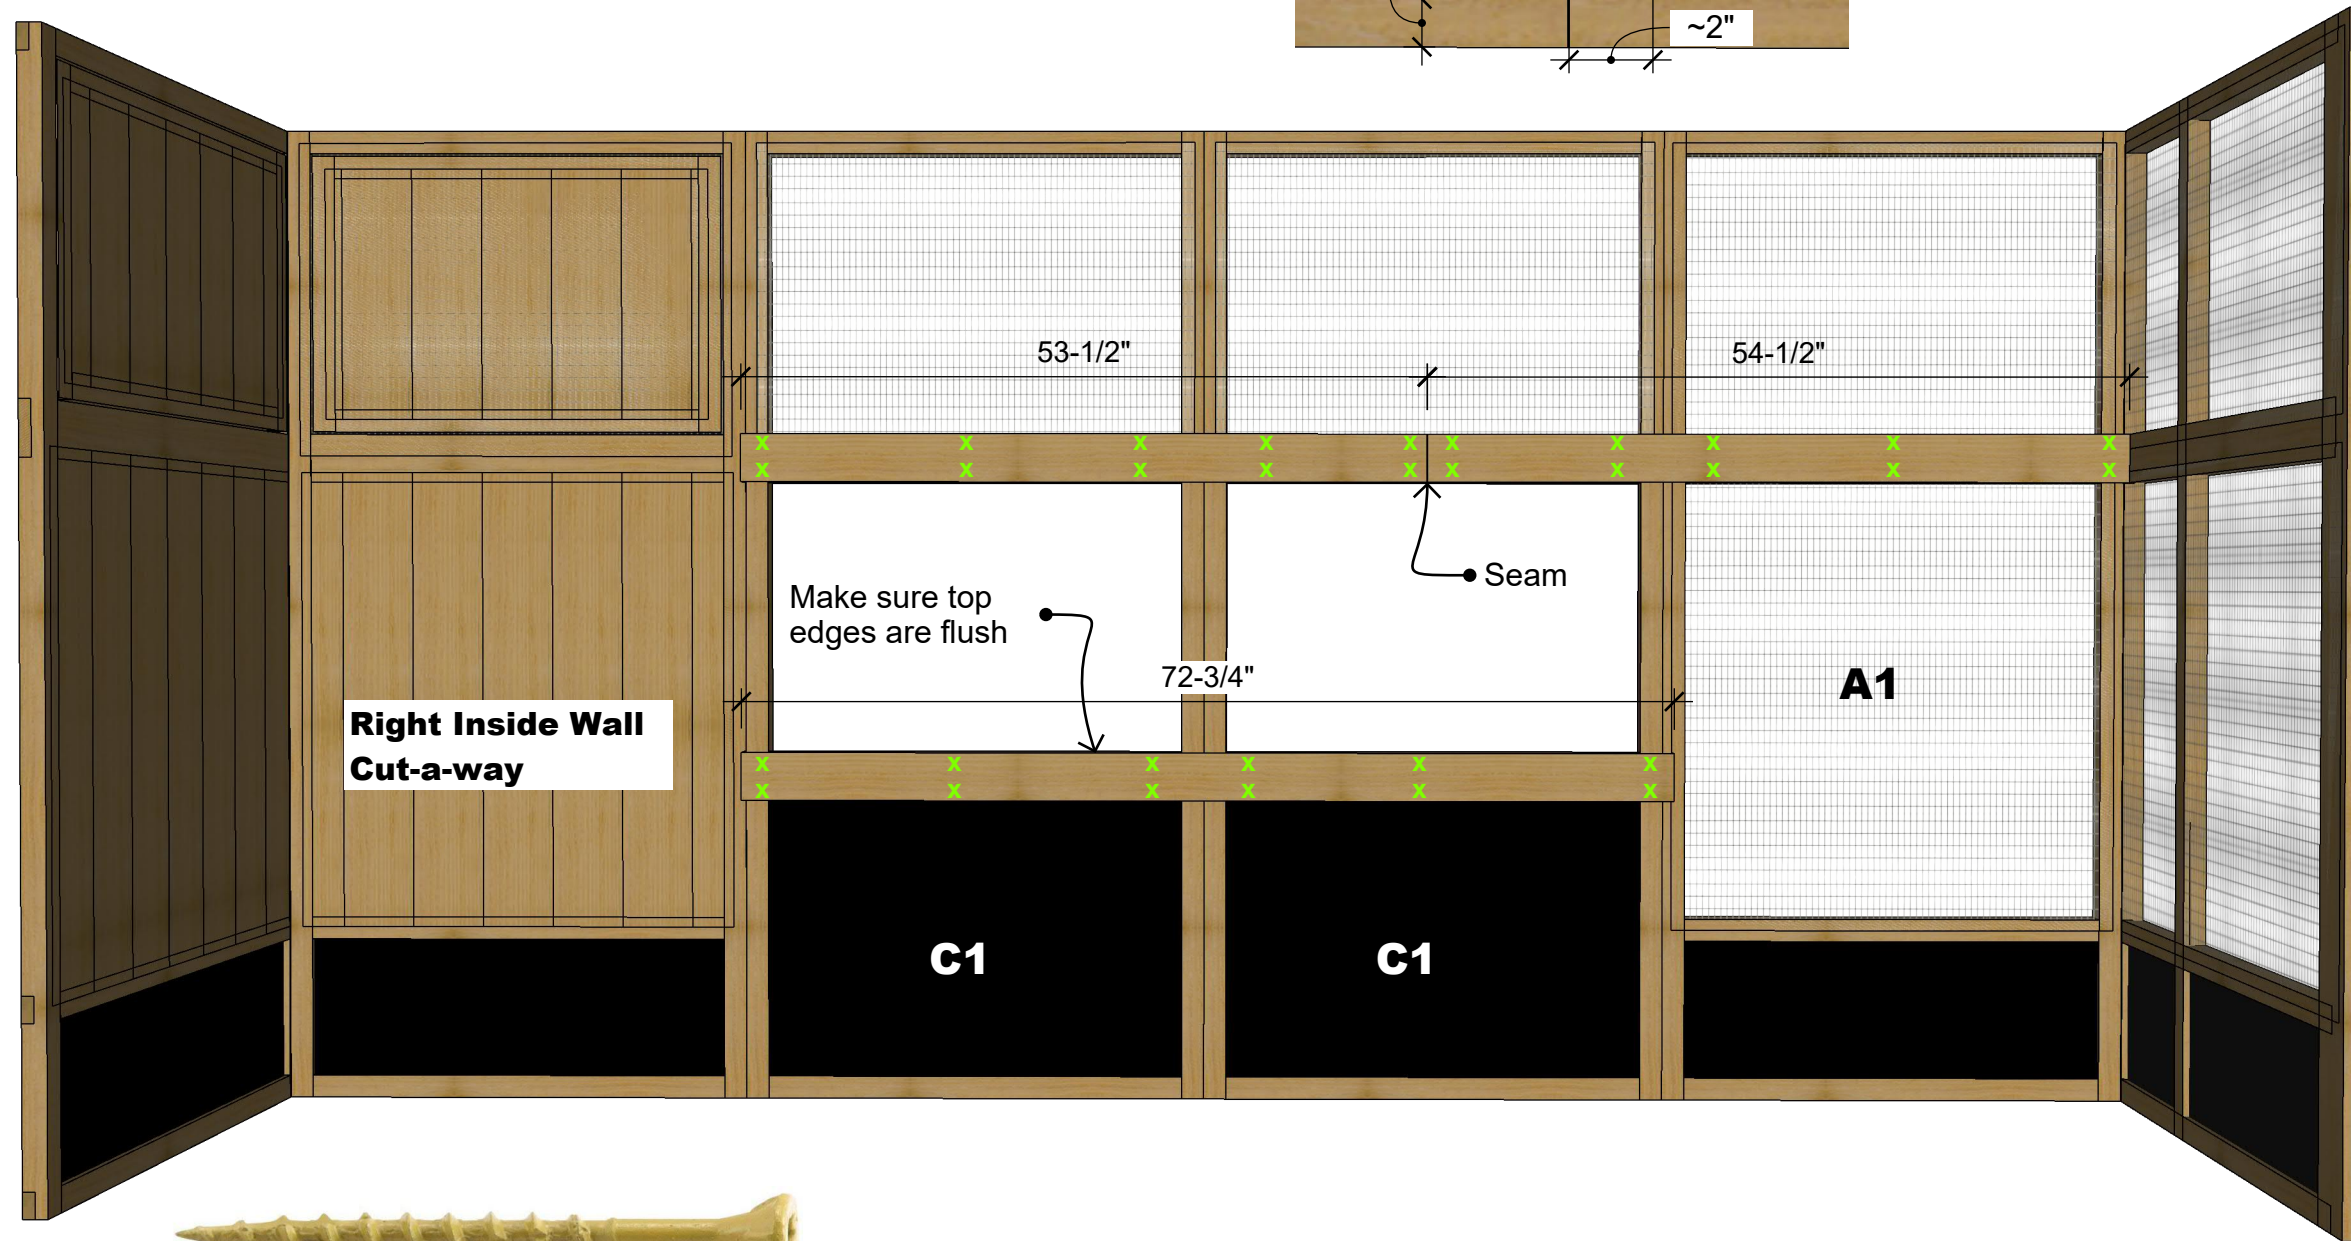 ~2"
53-1/2"
54-1/2"
x x x x x x x x x x
x x x x x x x x x x
Seam
Make sure top
edges are flush
72-3/4"
A1
Right Inside Wall
Cut-a-way
x x x x x x
x x x x x x
C1
C1